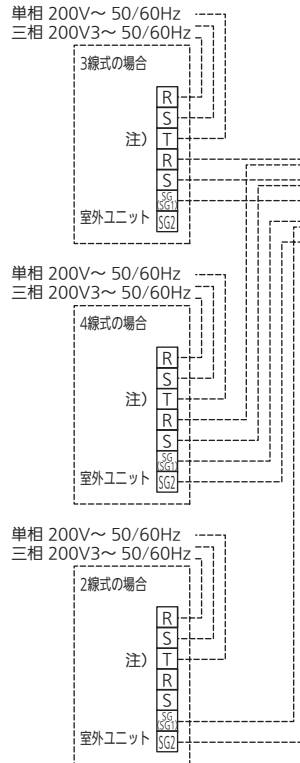 単相 200V～ 50/60Hz
三相 200V3～ 50/60Hz
3線式の場合
R
S
注) T
R
S
SG
(SG1)
室外ユニット SG2
単相 200V～ 50/60Hz
三相 200V3～ 50/60Hz
4線式の場合
R
S
注) T
R
S
SG
(SG1)
室外ユニット SG2
単相 200V～ 50/60Hz
三相 200V3～ 50/60Hz
2線式の場合
R
S
注) T
R
S
SG
(SG1)
室外ユニット SG2